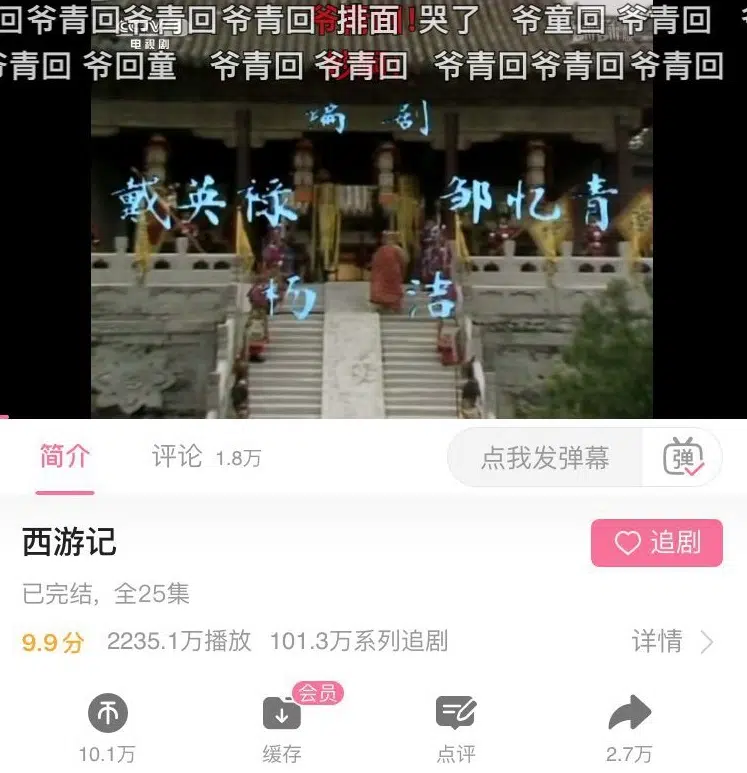 回爷青回爷青回爷青回 爷青回!排面 哭了 爷童回 爷青回
CCTV
电视剧
爷青回 爷回童 爷青回 爷青回 爷青回爷青回爷青回
编 剧
戴英禄 邹忆青
杨 洁
简介 评论 1.8万 点我发弹幕 弹
西游记 追剧
已完结，全25集
9.9分 2235.1万播放 101.3万系列追剧 详情
会员
10.1万 缓存 点评 2.7万